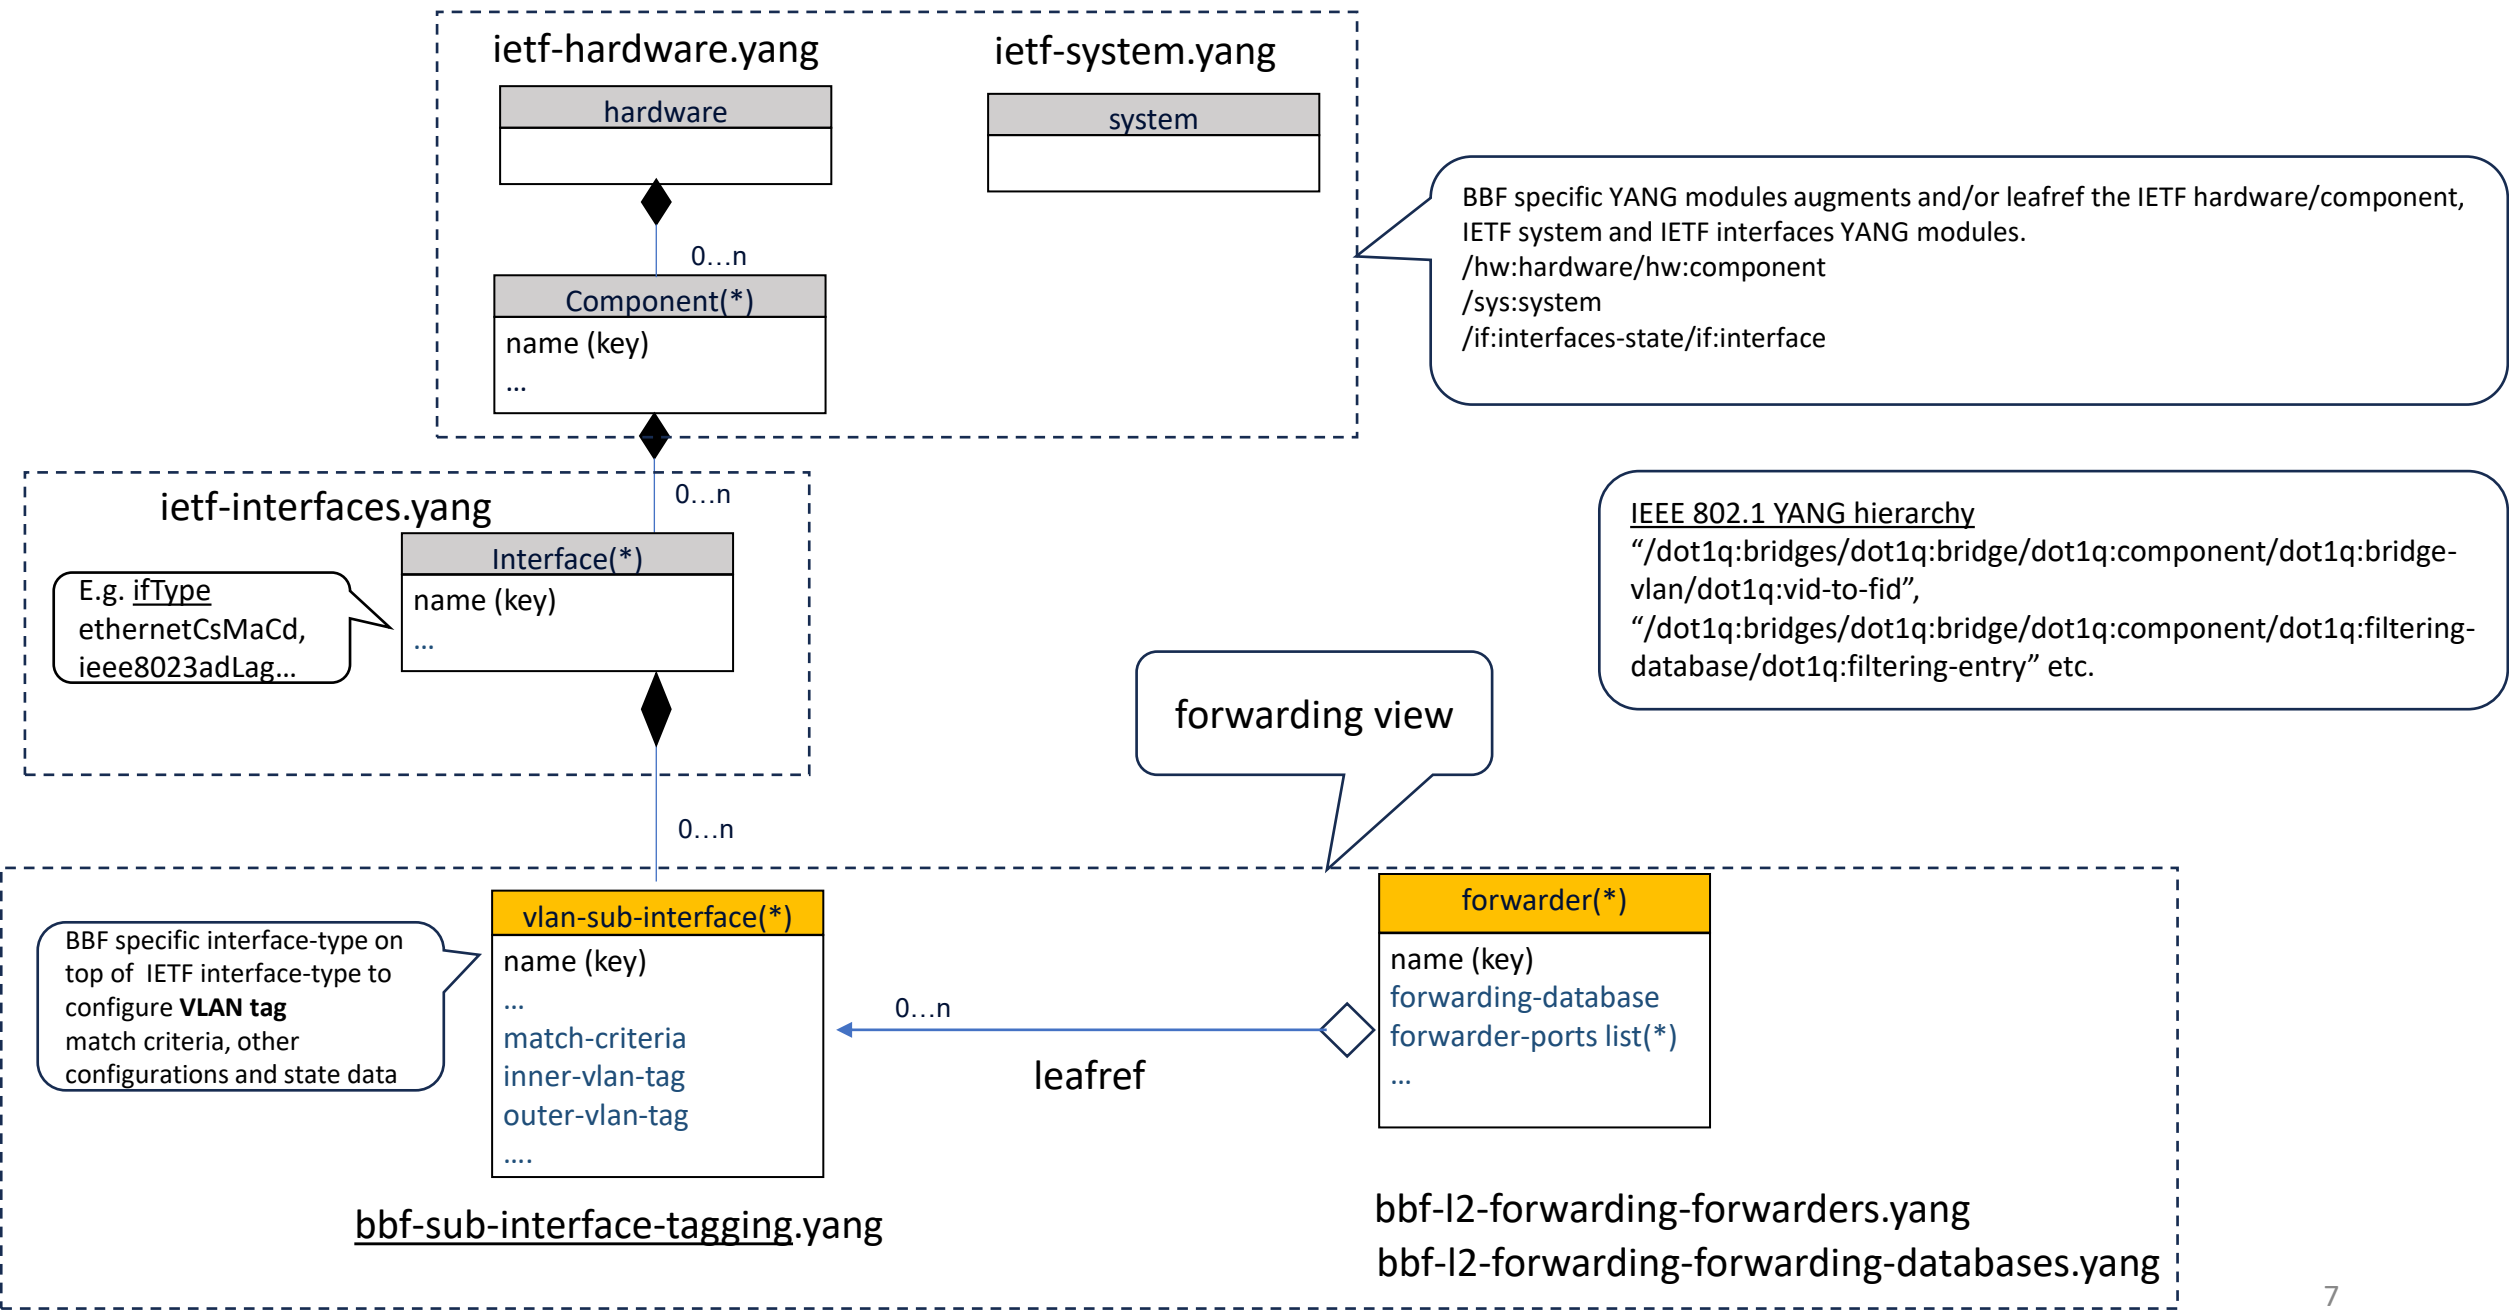 ietf-hardware.yang
ietf-system.yang
hardware
system
0...n
Component(*)
name (key)
...
BBF specific YANG modules augments and/or leafref the IETF hardware/component,
IETF system and IETF interfaces YANG modules.
/hw:hardware/hw:component
/sys:system
/if:interfaces-state/if:interface
ietf-interfaces.yang
0...n
Interface(*)
name (key)
...
E.g. ifType
ethernetCsMaCd,
ieee8023adLag...
IEEE 802.1 YANG hierarchy
“/dot1q:bridges/dot1q:bridge/dot1q:component/dot1q:bridge-
vlan/dot1q:vid-to-fid”,
“/dot1q:bridges/dot1q:bridge/dot1q:component/dot1q:filtering-
database/dot1q:filtering-entry” etc.
forwarding view
0...n
BBF specific interface-type on
top of  IETF interface-type to
configure VLAN tag
match criteria, other
configurations and state data
vlan-sub-interface(*)
name (key)
...
match-criteria
inner-vlan-tag
outer-vlan-tag
....
0...n
leafref
forwarder(*)
name (key)
forwarding-database
forwarder-ports list(*)
...
bbf-sub-interface-tagging.yang
bbf-l2-forwarding-forwarders.yang
bbf-l2-forwarding-forwarding-databases.yang
7